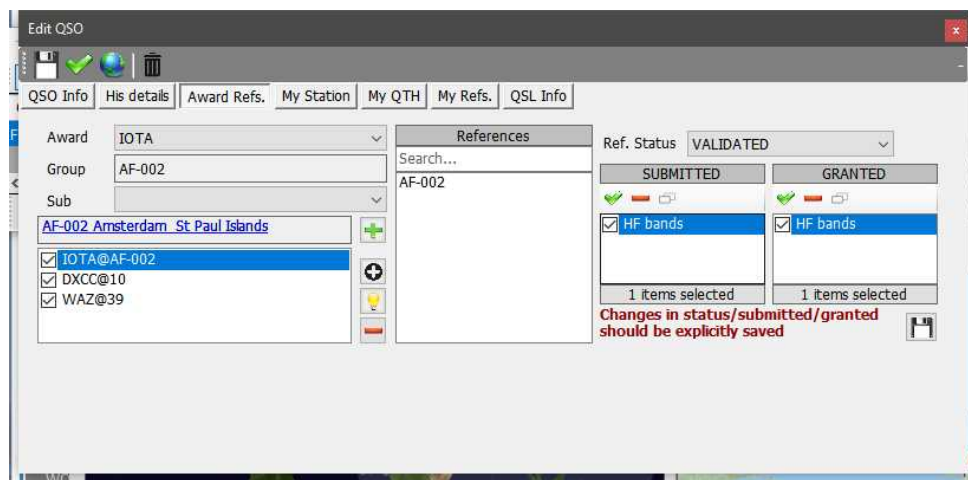 Edit QSO
QSO Info His details Award Refs. My Station My QTH My Refs. QSL Info
Award IOTA
Group AF-002
Sub
AF-002 Amsterdam St Paul Islands
IOTA@AF-002
DXCC@10
WAZ@39
References
Search...
AF-002
Ref. Status VALIDATED
SUBMITTED
HF bands
1 items selected
GRANTED
HF bands
1 items selected
Changes in status/submitted/granted
should be explicitly saved